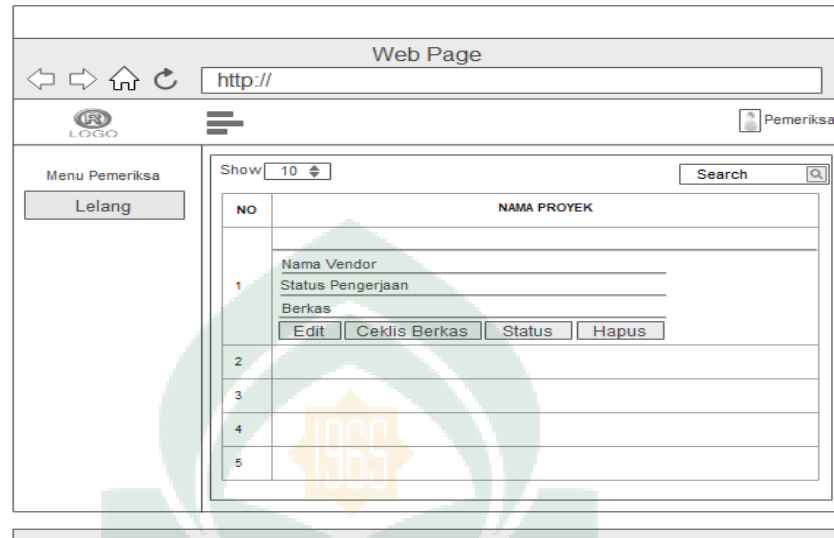 Web Page
http://
® LOGO
Pemeriksa
Menu Pemeriksa
Lelang
Show 10
Search
NO NAMA PROYEK
1
Nama Vendor
Status Pengerjaan
Berkas
Edit Ceklis Berkas Status Hapus
2
3
4
5
1965